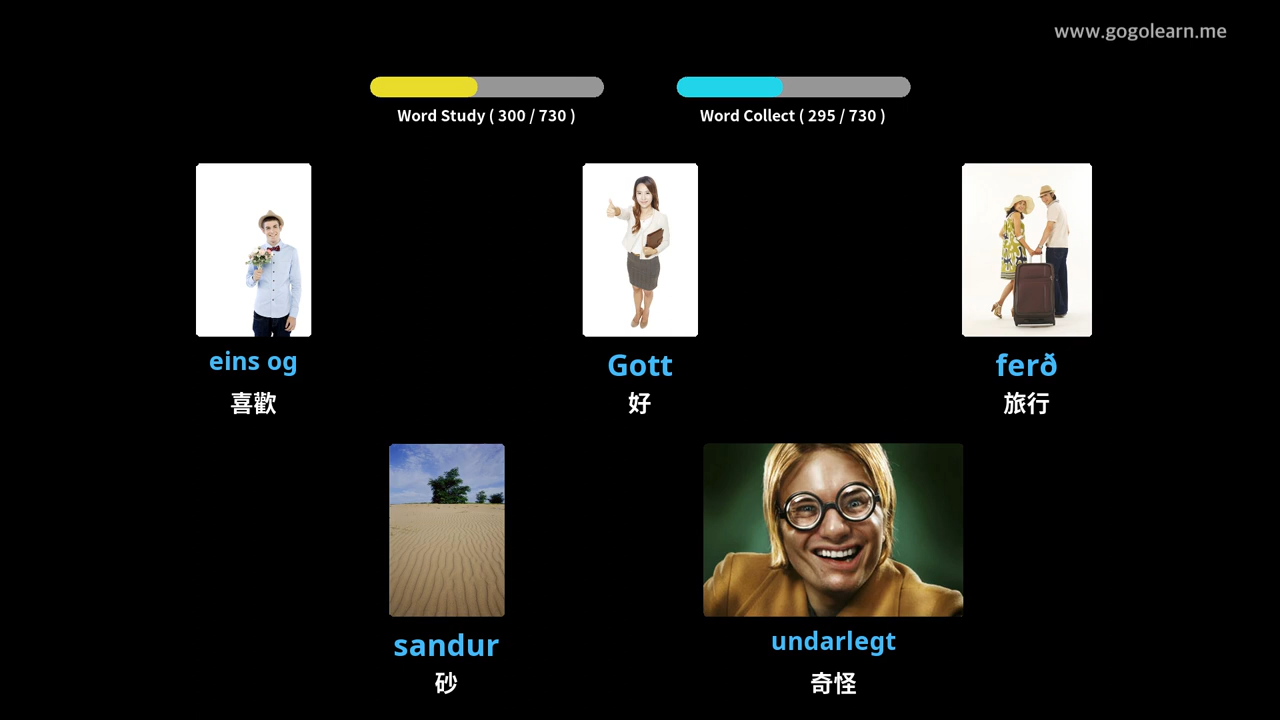 www.gogolearn.me
Word Study ( 300 / 730 )
Word Collect ( 295 / 730 )
eins og
喜歡
Gott
好
ferð
旅行
sandur
砂
undarlegt
奇怪